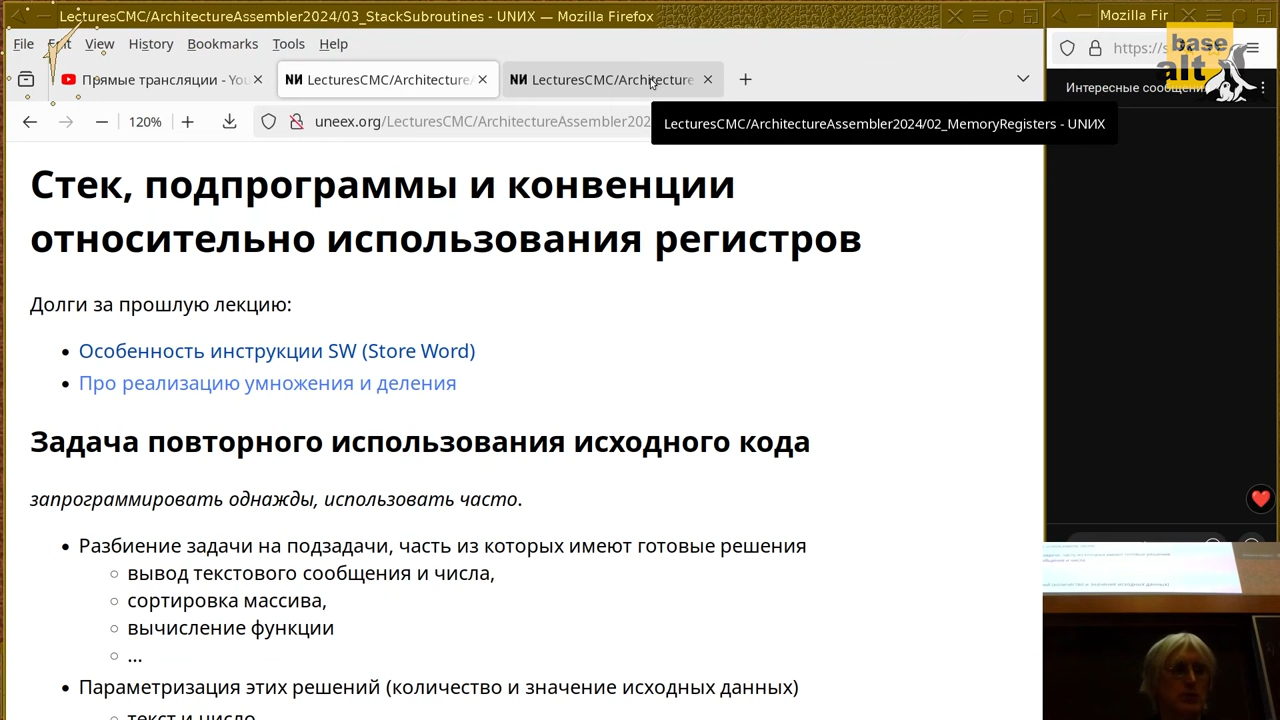 LecturesCMC/ArchitectureAssembler2024/03_StackSubroutines - UNИX — Mozilla Firefox
Mozilla Fir
File Edit View History Bookmarks Tools Help
base
alt
https://s
Прямые трансляции - You
LecturesCMC/Architecture
LecturesCMC/Architecture
Интересные сообщени
120%
uneex.org/LecturesCMC/ArchitectureAssembler202
LecturesCMC/ArchitectureAssembler2024/02_MemoryRegisters - UNИX
Стек, подпрограммы и конвенции
относительно использования регистров
Долги за прошлую лекцию:
• Особенность инструкции SW (Store Word)
• Про реализацию умножения и деления
Задача повторного использования исходного кода
запрограммировать однажды, использовать часто.
• Разбиение задачи на подзадачи, часть из которых имеют готовые решения
◦ вывод текстового сообщения и числа,
◦ сортировка массива,
◦ вычисление функции
◦ ...
• Параметризация этих решений (количество и значение исходных данных)
◦ текст и число